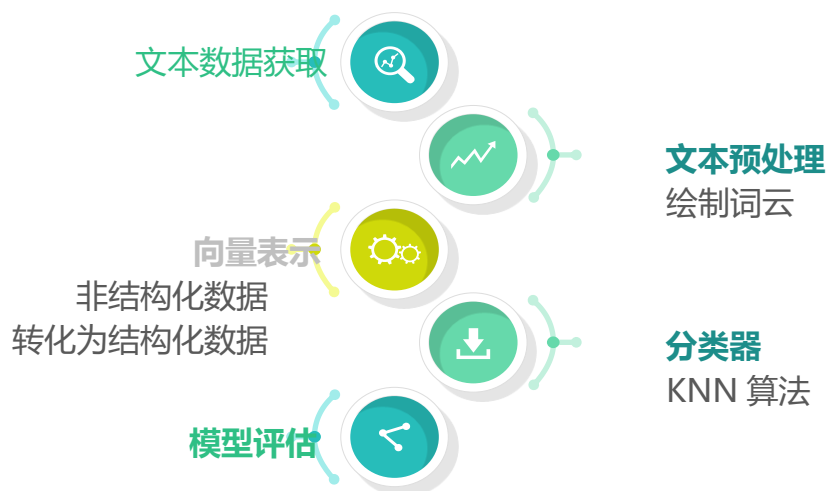 文本数据获取
文本预处理
绘制词云
向量表示
非结构化数据
转化为结构化数据
分类器
KNN 算法
模型评估